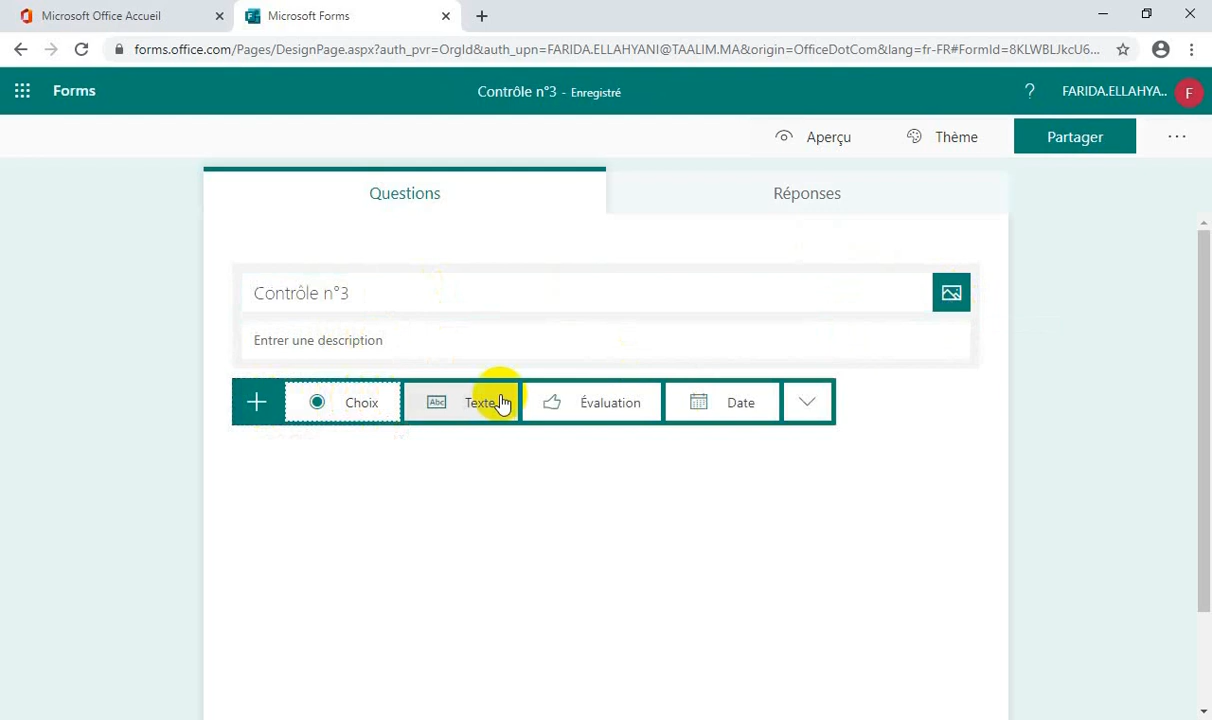 Microsoft Office Accueil
Microsoft Forms
forms.office.com/Pages/DesignPage.aspx?auth_pvr=OrgId&auth_upn=FARIDA.ELLAHYANI@TAALIM.MA&origin=OfficeDotCom&lang=fr-FR#FormId=8KLWBLJkcU6...
Forms
Contrôle n°3 - Enregistré
?
FARIDA.ELLAHYA..
F
Aperçu
Thème
Partager
...
Questions
Réponses
Contrôle n°3
Entrer une description
Choix
Abc
Texte
Évaluation
Date